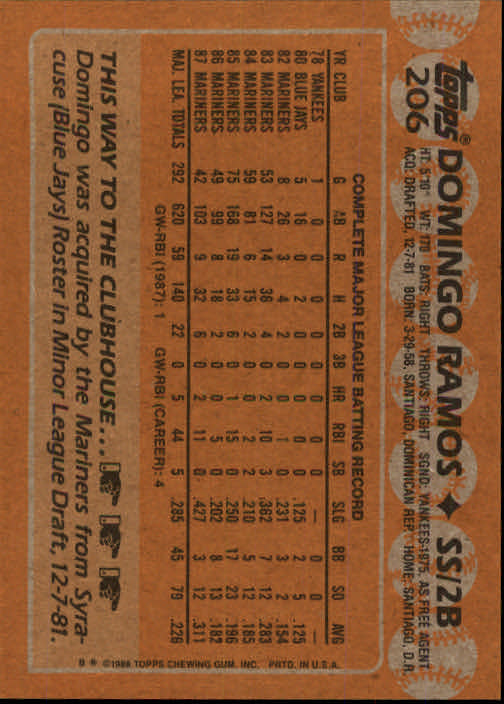 topps® DOMINGO RAMOS ✦ SS/2B
206 HT. 5'10" WT. 170 BATS: RIGHT THROWS: RIGHT SGND: YANKEES-1975, AS FREE AGENT
ACQ: DRAFTED, 12-7-81 BORN: 3-29-58, SANTIAGO, DOMINICAN REP. HOME: SANTIAGO, D.R.
COMPLETE MAJOR LEAGUE BATTING RECORD
YR CLUB G AB R H 2B 3B HR RBI SB SLG BB SO AVG
78 YANKEES 1 0 0 0 0 0 0 0 0 — 0 0 —
80 BLUE JAYS 5 16 0 2 0 0 0 0 0 .125 2 5 .125
82 MARINERS 8 26 3 4 2 0 0 1 0 .231 3 2 .154
83 MARINERS 53 127 14 36 4 0 2 10 3 .362 7 12 .283
84 MARINERS 59 81 6 15 2 0 0 2 2 .210 5 12 .185
85 MARINERS 75 168 19 33 6 0 1 15 0 .250 17 23 .196
86 MARINERS 49 99 8 18 2 0 0 5 0 .202 8 13 .182
87 MARINERS 42 103 9 32 6 0 2 11 0 .427 3 12 .311
MAJ. LEA. TOTALS 292 620 59 140 22 0 5 44 5 .285 45 79 .226
GW-RBI (1987): 1 GW-RBI (CAREER): 4
THIS WAY TO THE CLUBHOUSE...
Domingo was acquired by the Mariners from Syra-
cuse (Blue Jays) Roster in Minor League Draft, 12-7-81.
B * ©1988 TOPPS CHEWING GUM, INC. PRTD. IN U.S.A.